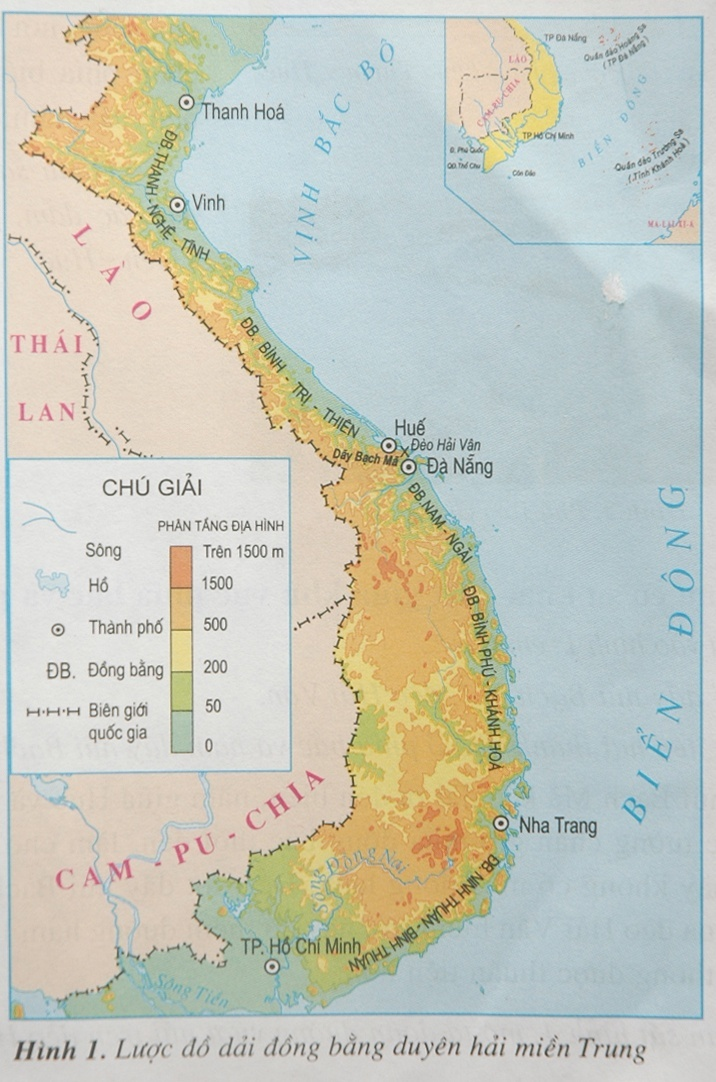 Thanh Hoá
ĐB. THANH - NGHỆ - TĨNH
Vinh
VỊNH BẮC BỘ
LÀO
THÁI
LAN
ĐB. BÌNH - TRỊ - THIÊN
Huế
Đèo Hải Vân
Dãy Bạch Mã
Đà Nẵng
ĐB. NAM - NGÃI
ĐB. BÌNH PHÚ - KHÁNH HOÀ
BIỂN ĐÔNG
Nha Trang
ĐB. NINH THUẬN - BÌNH THUẬN
Sông Đồng Nai
CAM - PU - CHIA
TP. Hồ Chí Minh
Sông Tiền
TP Đà Nẵng
Quần đảo Hoàng Sa
(TP Đà Nẵng)
LÀO
CAM-PU-CHIA
TP. Hồ Chí Minh
BIỂN ĐÔNG
Đ. Phú Quốc
QĐ. Thổ Chu
Côn Đảo
Quần đảo Trường Sa
(Tỉnh Khánh Hoà)
MA-LAI-XI-A
CHÚ GIẢI
PHÂN TẦNG ĐỊA HÌNH
Sông
Trên 1500 m
Hồ
1500
Thành phố
500
ĐB. Đồng bằng
200
Biên giới
quốc gia
50
0
Hình 1. Lược đồ dải đồng bằng duyên hải miền Trung